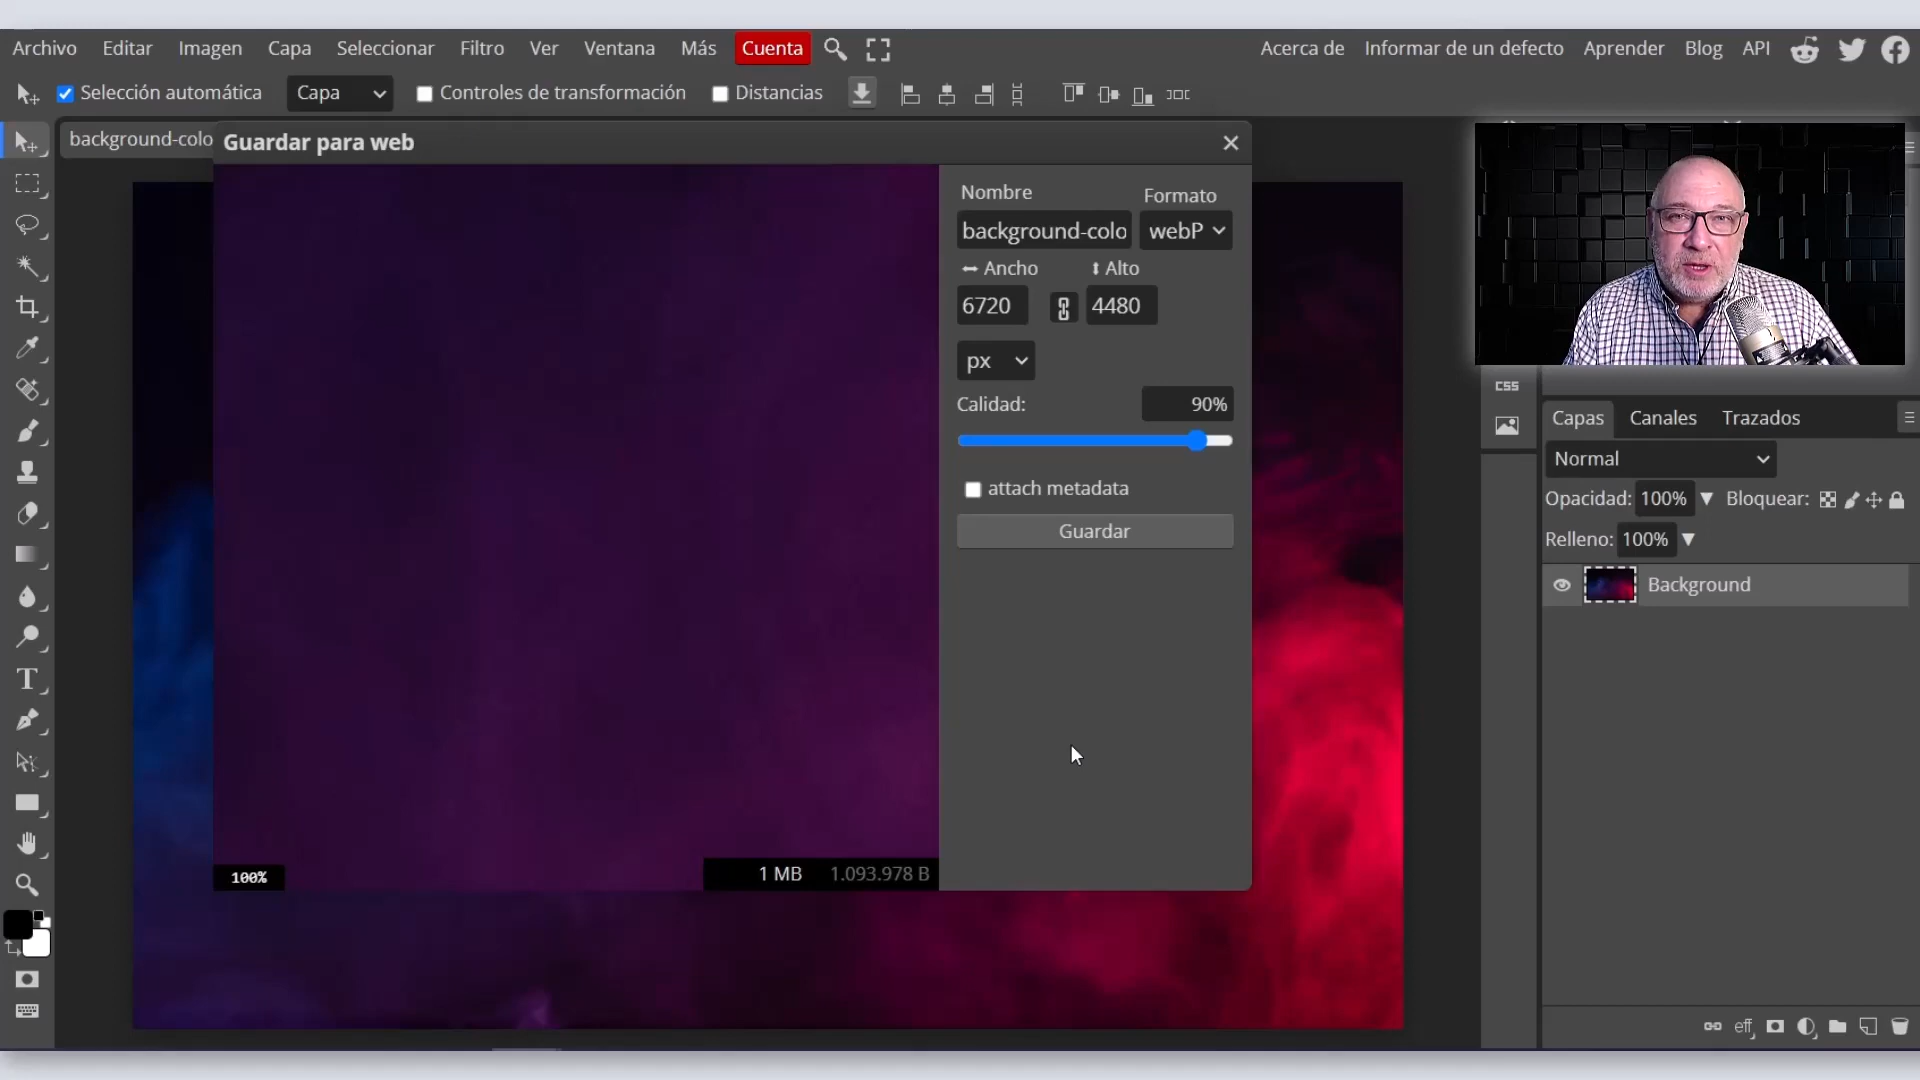 Archivo Editar Imagen Capa Seleccionar Filtro Ver Ventana Más Cuenta Acerca de Informar de un defecto Aprender Blog API
Selección automática Capa Controles de transformación Distancias
background-colo
Guardar para web
Nombre Formato
background-colo webP
Ancho Alto
6720 4480
px
Calidad: 90%
attach metadata
Guardar
100%
1 MB 1.093.978 B
CSS
Capas Canales Trazados
Normal
Opacidad: 100% Bloquear:
Relleno: 100%
Background
eff